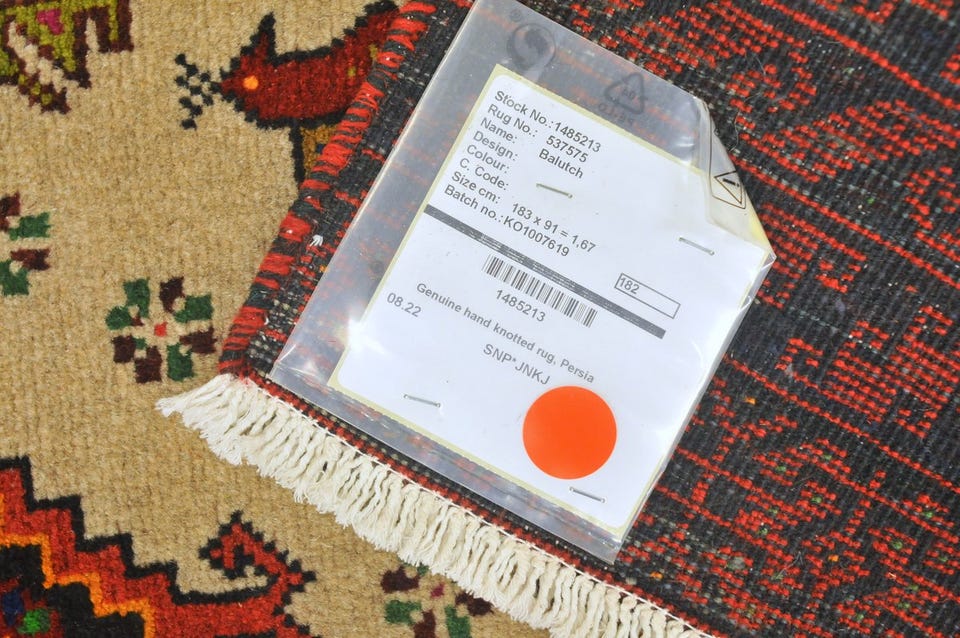 Stock No.: 1485213
Rug No.: 537575
Name: Balutch
Design:
Colour:
C. Code:
Size cm: 183 x 91 = 1,67
Batch no.: KO1007619
182
1485213
Genuine hand knotted rug, Persia
08.22
SNP*JNKJ